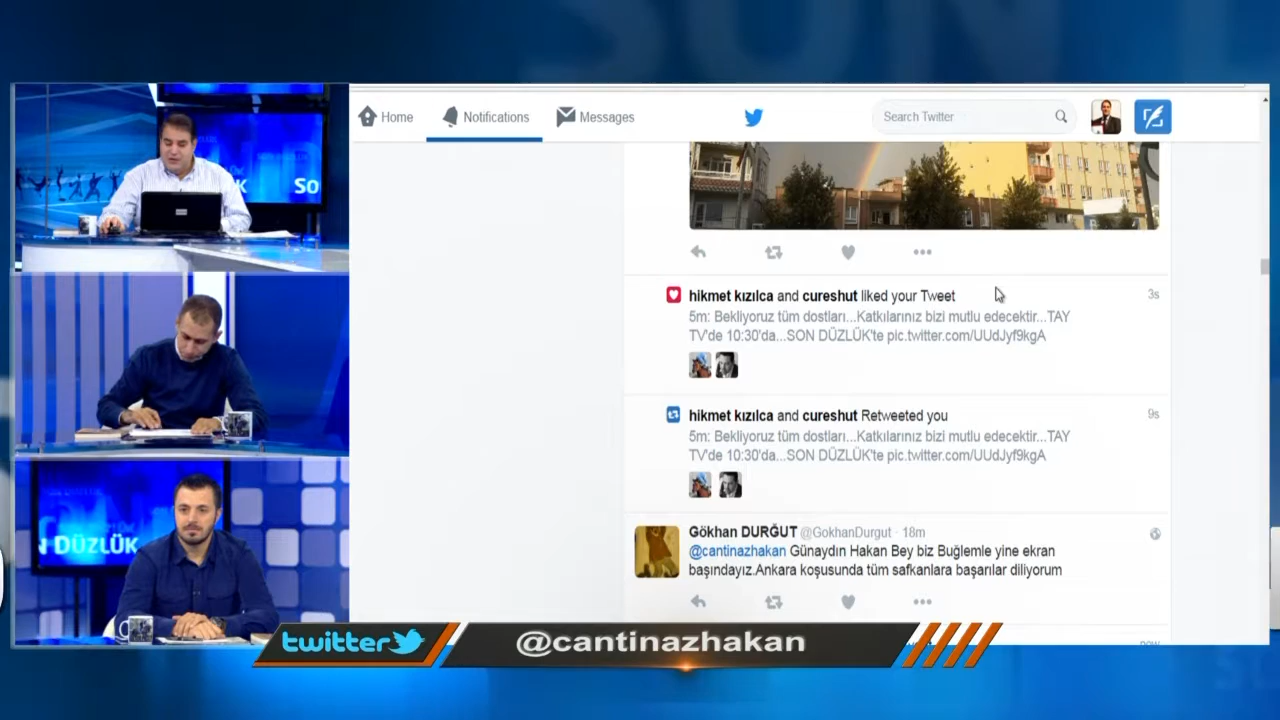 SON
Home
Notifications
Messages
Search Twitter
hikmet kızılca and cureshut liked your Tweet
3s
5m: Bekliyoruz tüm dostları...Katkılarınız bizi mutlu edecektir...TAY
TV'de 10:30'da...SON DÜZLÜK'te pic.twitter.com/UUdJyf9kgA
hikmet kızılca and cureshut Retweeted you
9s
5m: Bekliyoruz tüm dostları...Katkılarınız bizi mutlu edecektir...TAY
TV'de 10:30'da...SON DÜZLÜK'te pic.twitter.com/UUdJyf9kgA
Gökhan DURĞUT @GokhanDurgut · 18m
@cantinazhakan Günaydın Hakan Bey biz Buğlemle yine ekran
başındayız.Ankara koşusunda tüm safkanlara başarılar diliyorum
So
N DÜZLÜK
twitter
@cantinazhakan